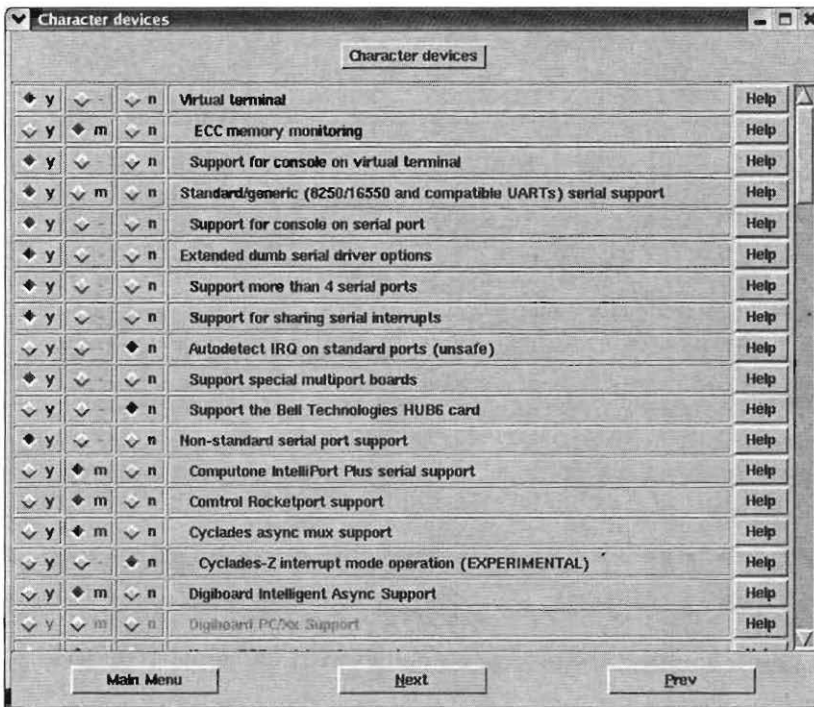 Character devices
Character devices
y - n Virtual terminal Help
y m n ECC memory monitoring Help
y - n Support for console on virtual terminal Help
y m n Standard/generic (8250/16550 and compatible UARTs) serial support Help
y - n Support for console on serial port Help
y - n Extended dumb serial driver options Help
y - n Support more than 4 serial ports Help
y - n Support for sharing serial interrupts Help
y - n Autodetect IRQ on standard ports (unsafe) Help
y - n Support special multiport boards Help
y - n Support the Bell Technologies HUB6 card Help
y - n Non-standard serial port support Help
y m n Computone IntelliPort Plus serial support Help
y m n Comtrol Rocketport support Help
y m n Cyclades async mux support Help
y - n Cyclades-Z interrupt mode operation (EXPERIMENTAL) Help
y m n Digiboard Intelligent Async Support Help
y m n Digiboard PC/Xx Support Help
Main Menu Next Prev